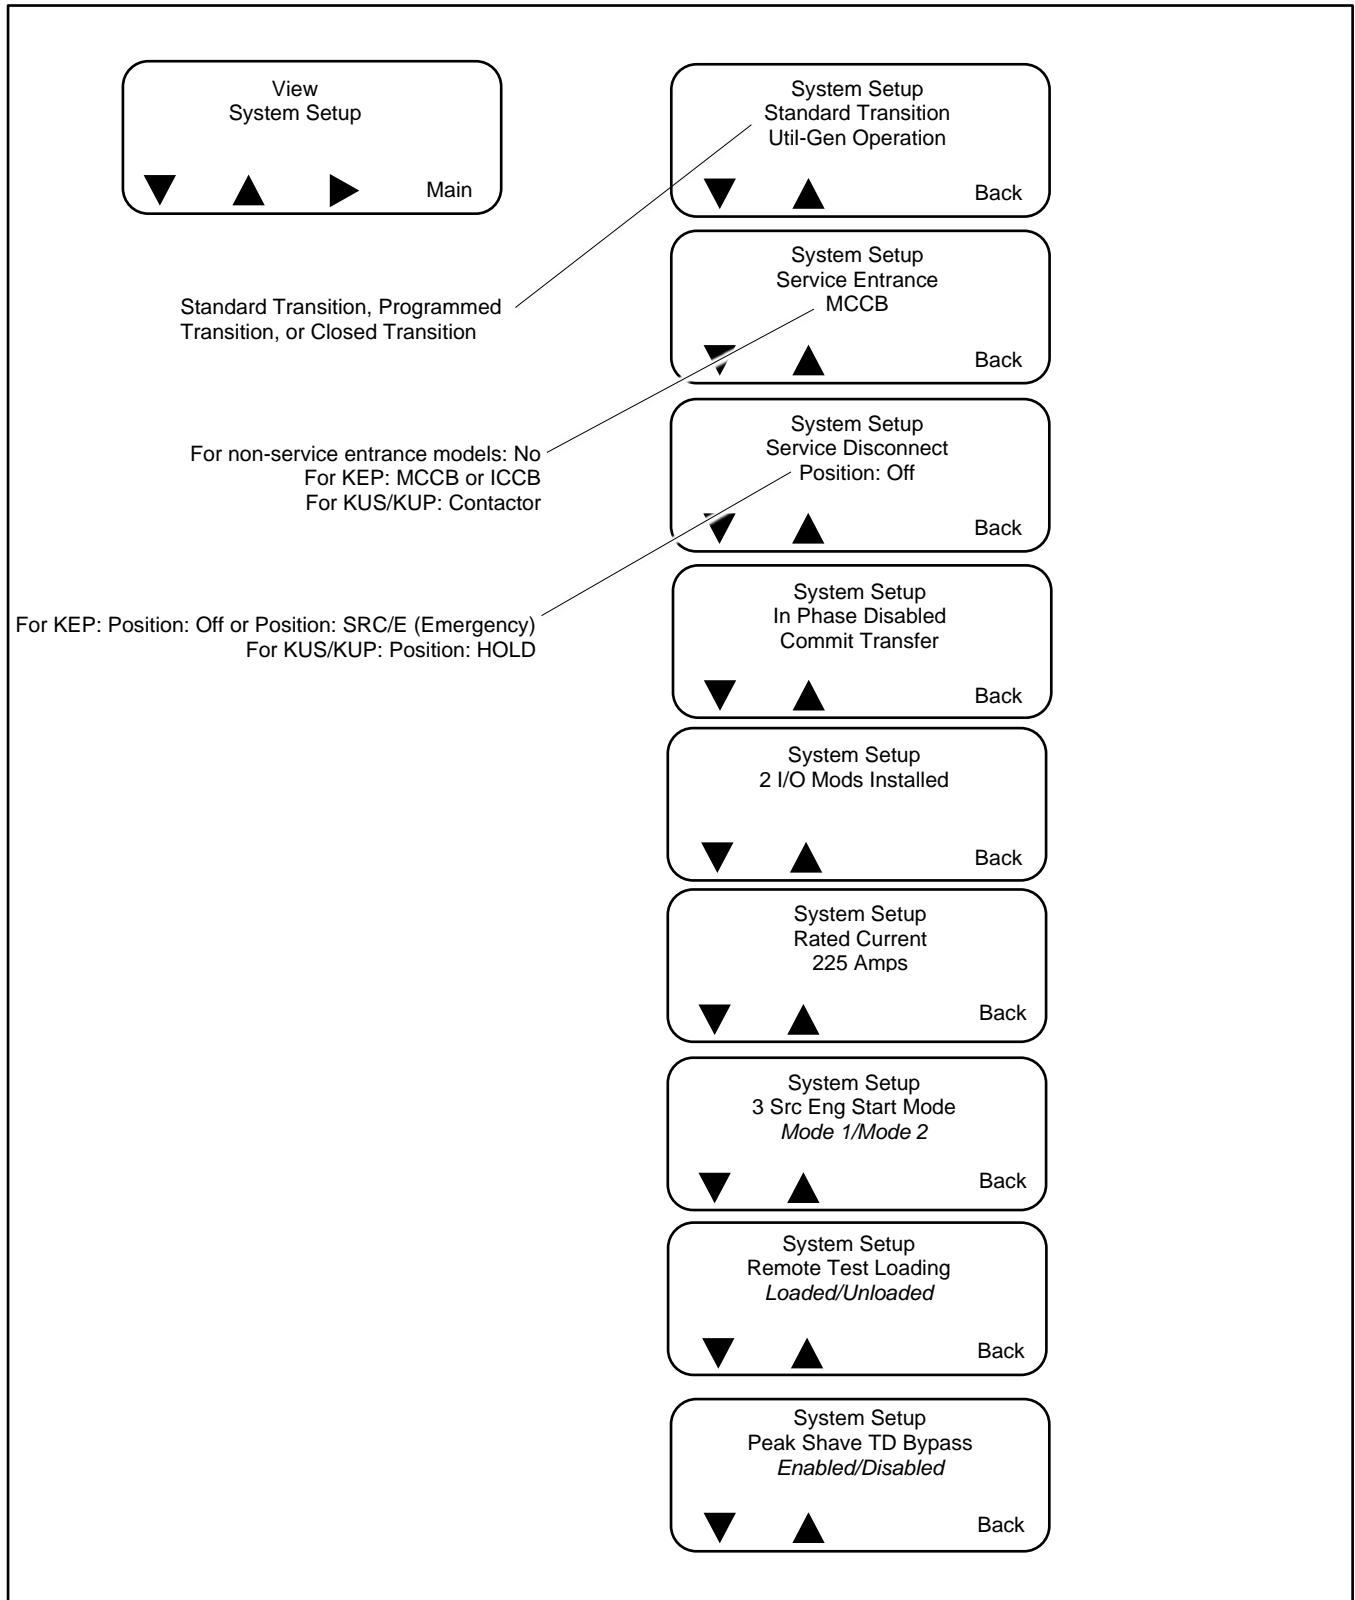 View
System Setup
Main
System Setup
Standard Transition
Util-Gen Operation
Back
System Setup
Service Entrance
MCCB
Back
Standard Transition, Programmed
Transition, or Closed Transition
System Setup
Service Disconnect
Position: Off
Back
For non-service entrance models: No
For KEP: MCCB or ICCB
For KUS/KUP: Contactor
System Setup
In Phase Disabled
Commit Transfer
Back
For KEP: Position: Off or Position: SRC/E (Emergency)
For KUS/KUP: Position: HOLD
System Setup
2 I/O Mods Installed
Back
System Setup
Rated Current
225 Amps
Back
System Setup
3 Src Eng Start Mode
Mode 1/Mode 2
Back
System Setup
Remote Test Loading
Loaded/Unloaded
Back
System Setup
Peak Shave TD Bypass
Enabled/Disabled
Back